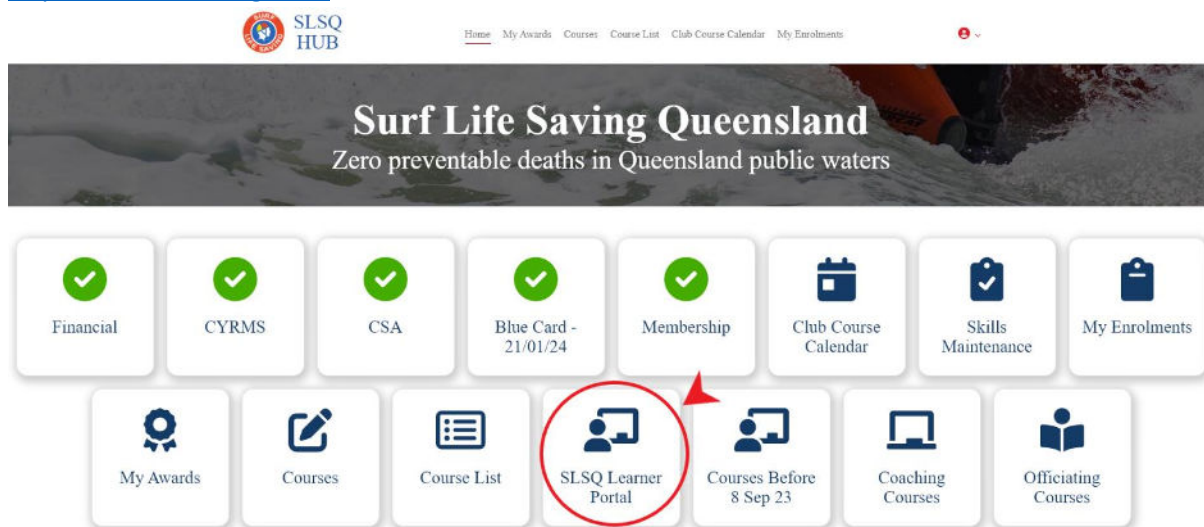 SLSQ
HUB
Home My Awards Courses Course List Club Course Calendar My Enrolments
Surf Life Saving Queensland
Zero preventable deaths in Queensland public waters
Financial
CYRMS
CSA
Blue Card -
21/01/24
Membership
Club Course
Calendar
Skills
Maintenance
My Enrolments
My Awards
Courses
Course List
SLSQ Learner
Portal
Courses Before
8 Sep 23
Coaching
Courses
Officiating
Courses